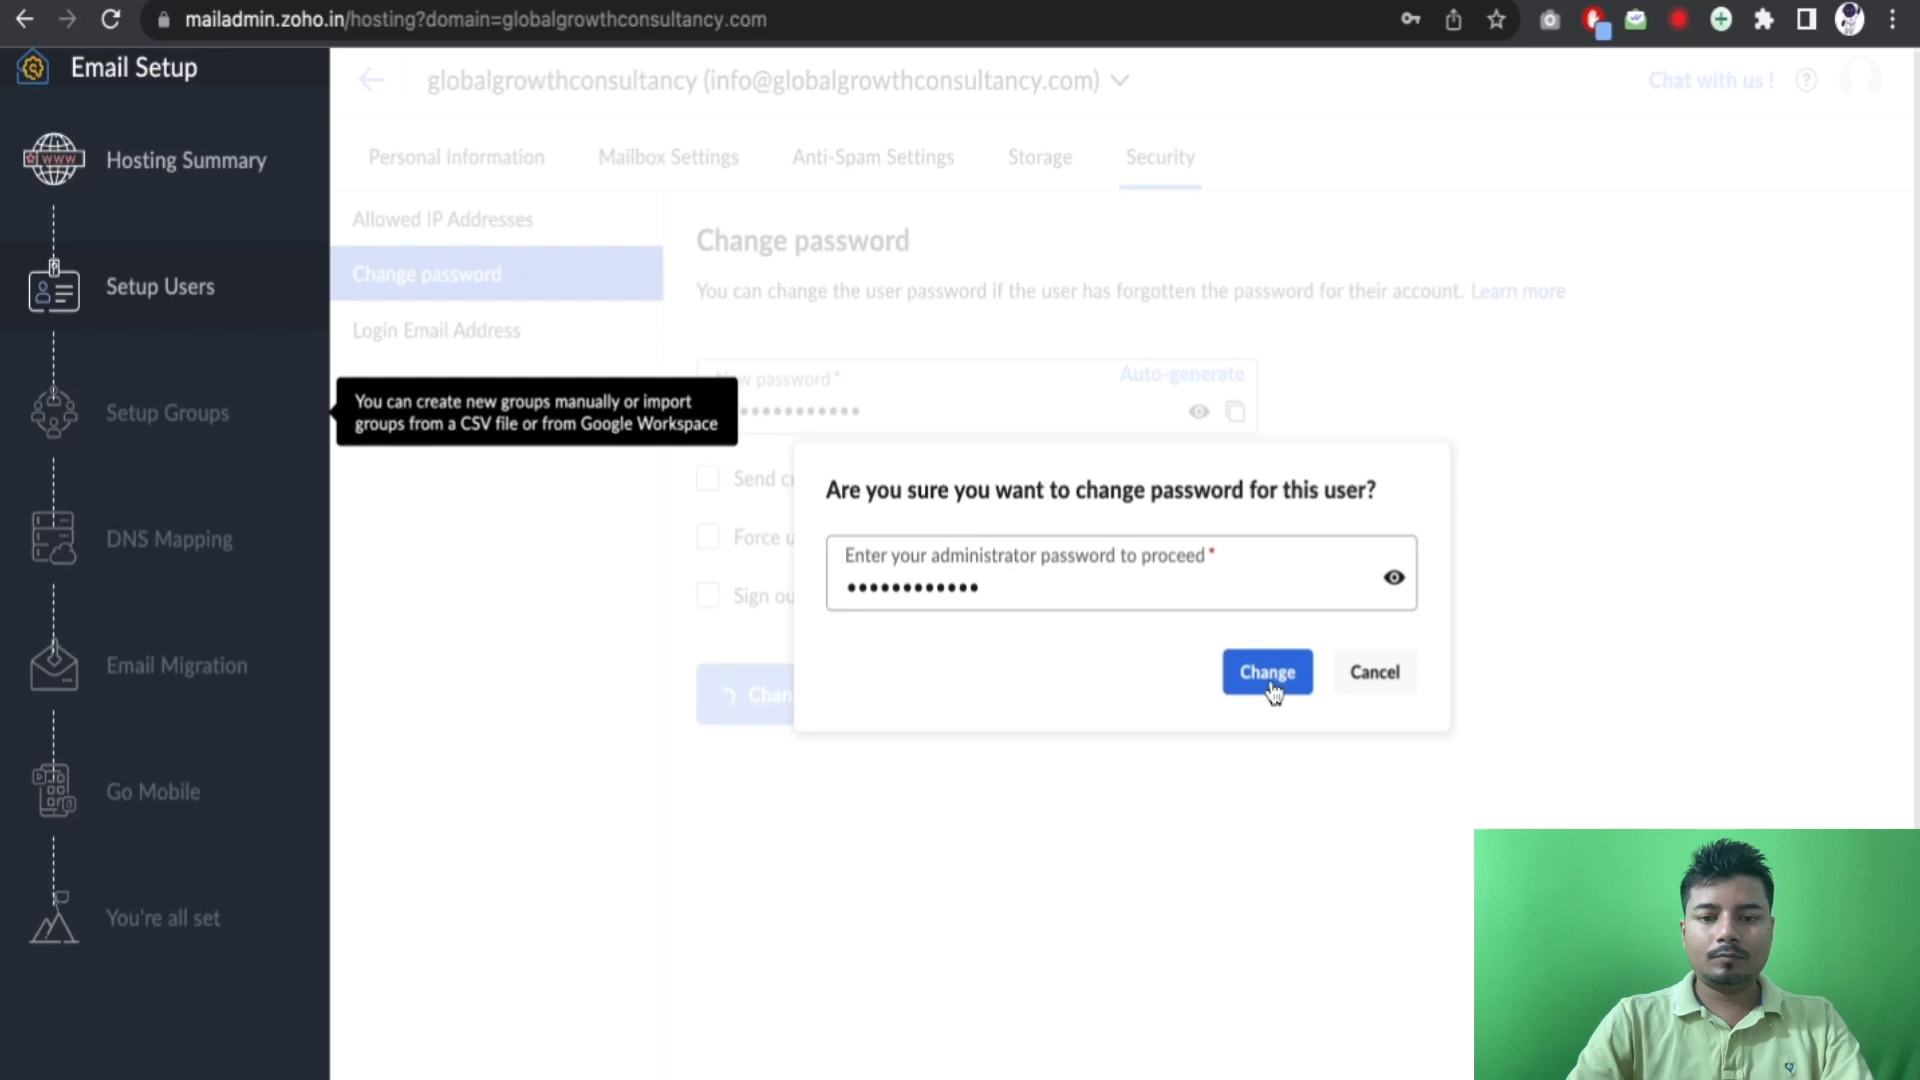 mailadmin.zoho.in/hosting?domain=globalgrowthconsultancy.com
Email Setup
globalgrowthconsultancy (info@globalgrowthconsultancy.com)
Chat with us !
Personal Information
Mailbox Settings
Anti-Spam Settings
Storage
Security
WWW
Hosting Summary
Setup Users
Setup Groups
DNS Mapping
Email Migration
Go Mobile
You're all set
Allowed IP Addresses
Change password
Login Email Address
You can create new groups manually or import
groups from a CSV file or from Google Workspace
Change password
You can change the user password if the user has forgotten the password for their account. Learn more
password *
Auto-generate
Send
Force
Sign
Are you sure you want to change password for this user?
Enter your administrator password to proceed *
••••••••••••
Change
Cancel